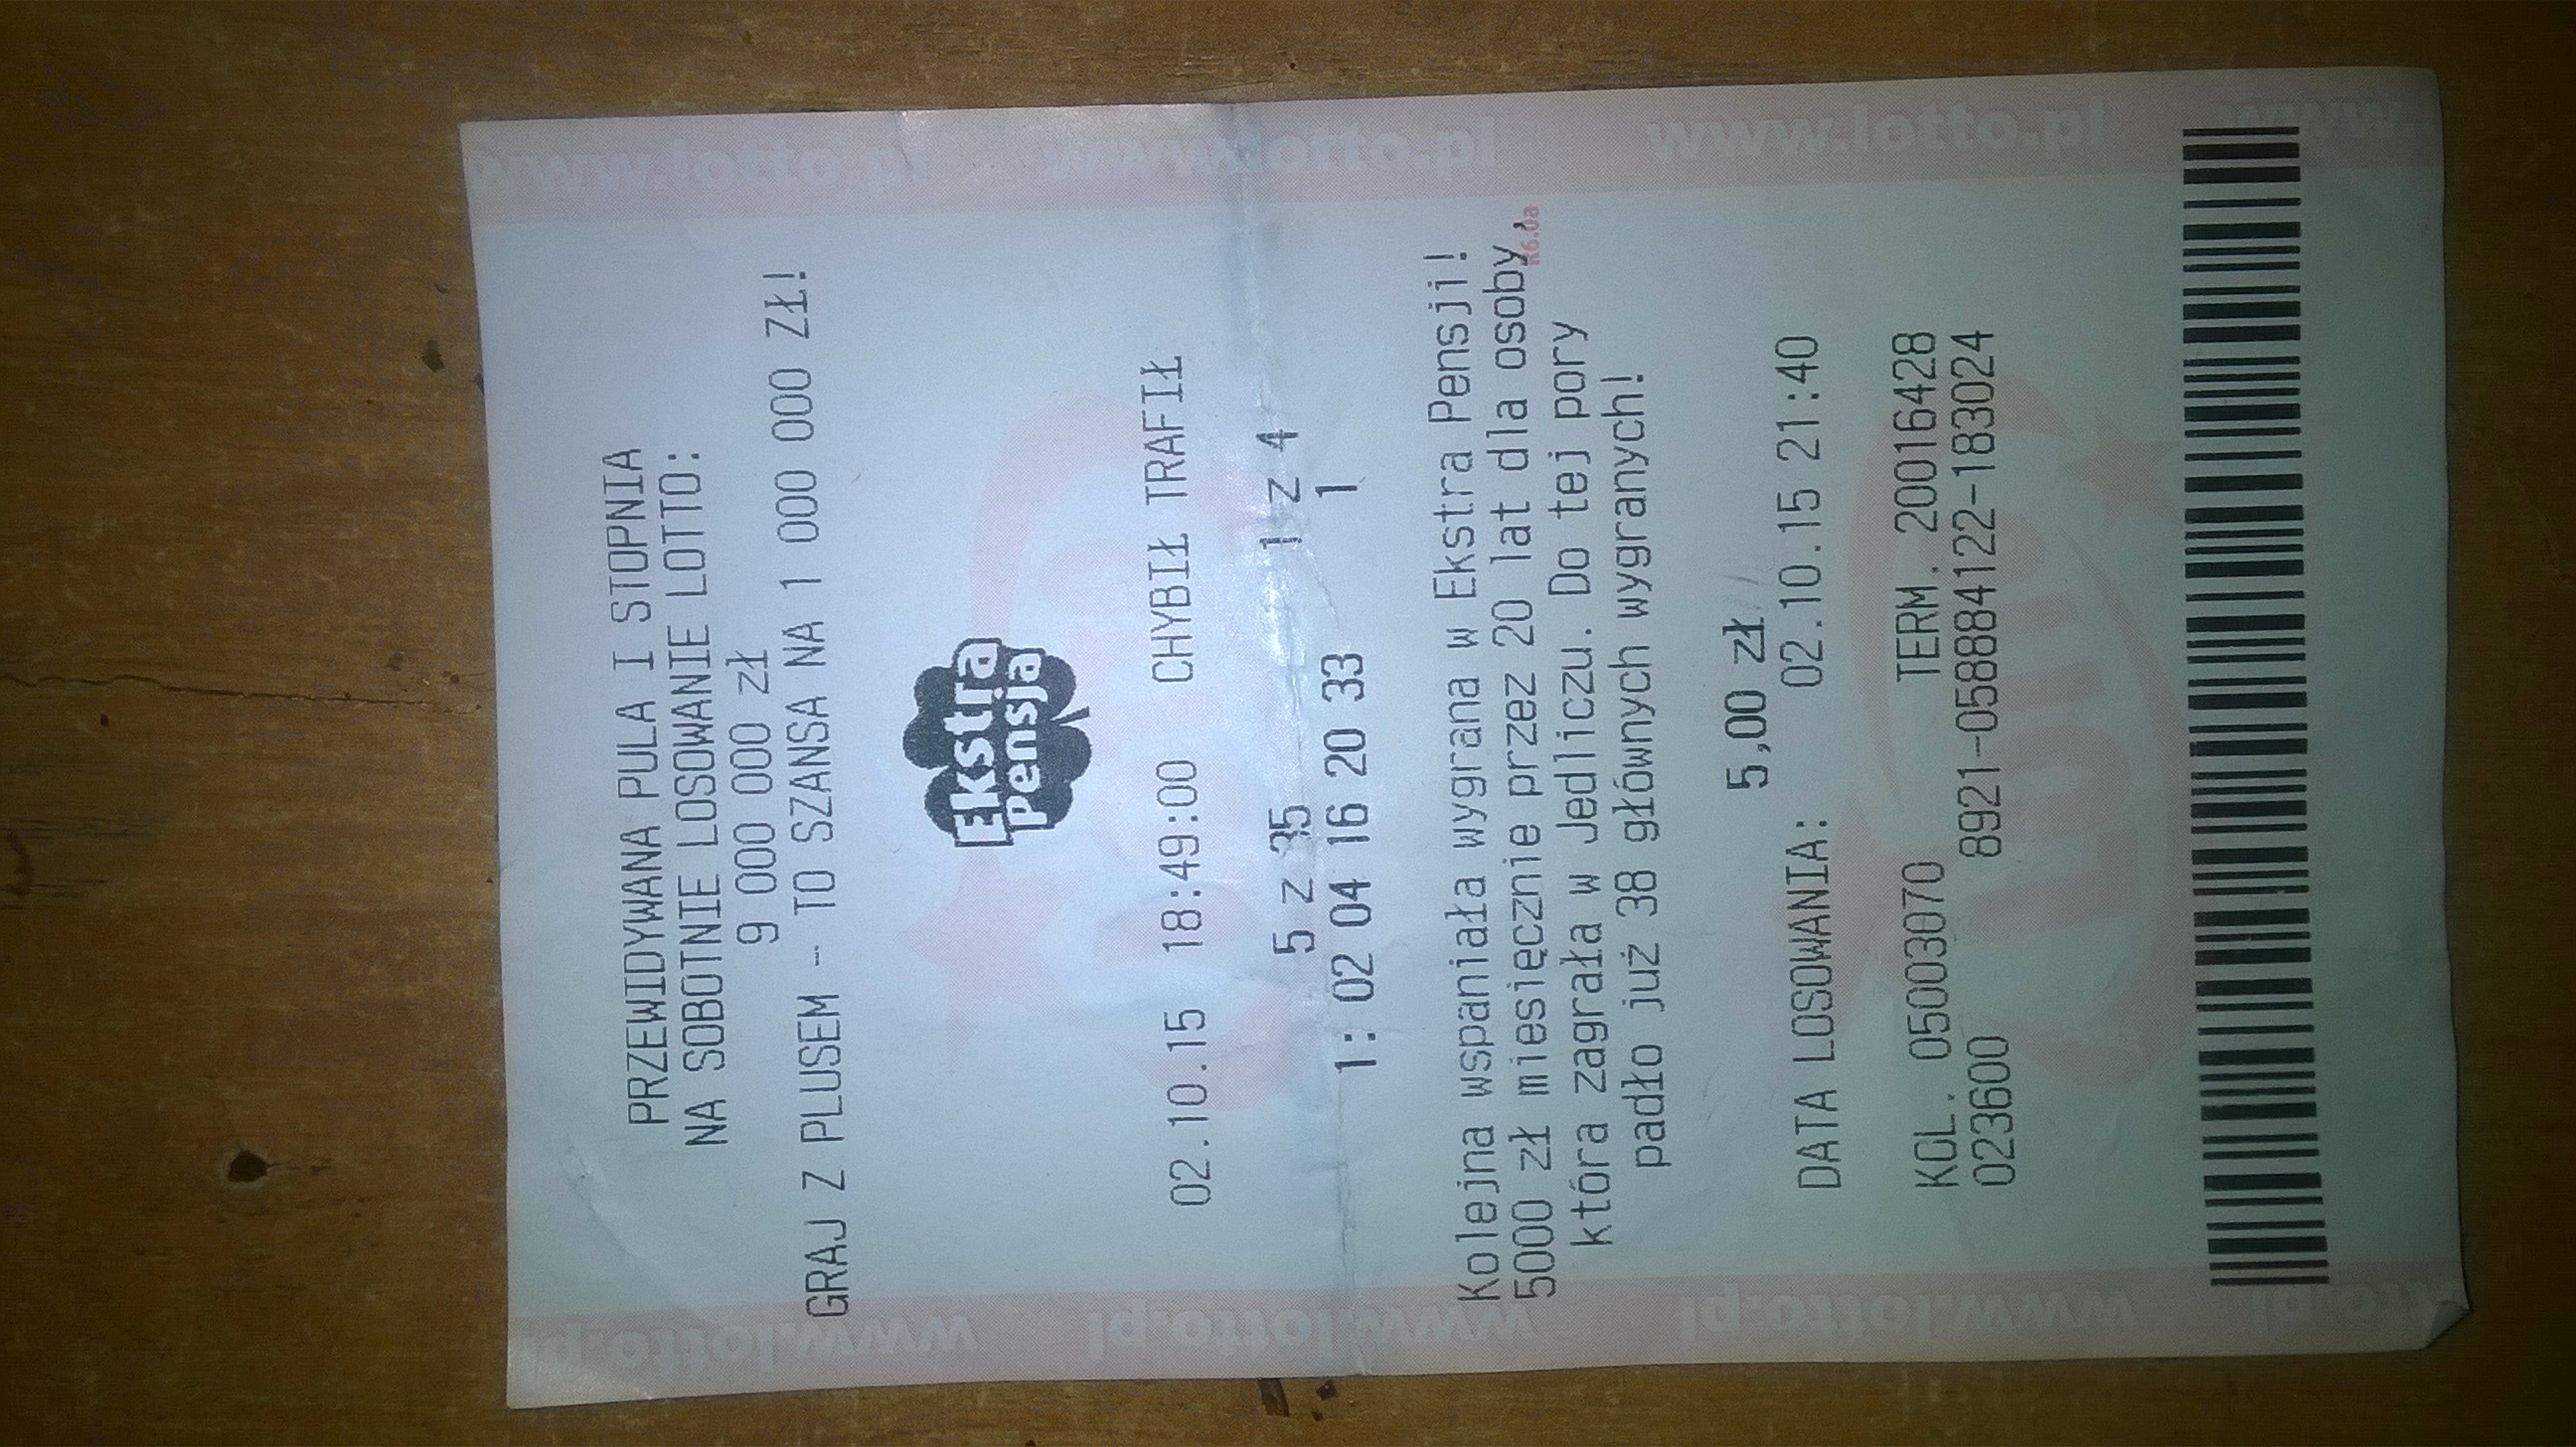 PRZEWIDYWANA PULA I STOPNIA
NA SOBOTNIE LOSOWANIE LOTTO:
9 000 000 zł
GRAJ Z PLUSEM - TO SZANSA NA 1 000 000 ZŁ!
Ekstra
Pensja
02.10.15 18:49:00 CHYBIŁ TRAFIŁ
5 z 35 1 z 4
1: 02 04 16 20 33 1
Kolejna wspaniała wygrana w Ekstra Pensji!
5000 zł miesięcznie przez 20 lat dla osoby,
która zagrała w Jedliczu. Do tej pory
padło już 38 głównych wygranych!
R6.0a
5,00 zł
DATA LOSOWANIA: 02.10.15 21:40
KOL. 05003070 TERM. 20016428
023600 8921-058884122-183024
www.lotto.pl www.lotto.pl www.lotto.pl www.
www.lotto.pl www.lotto.pl www.lotto.pl tto.pl